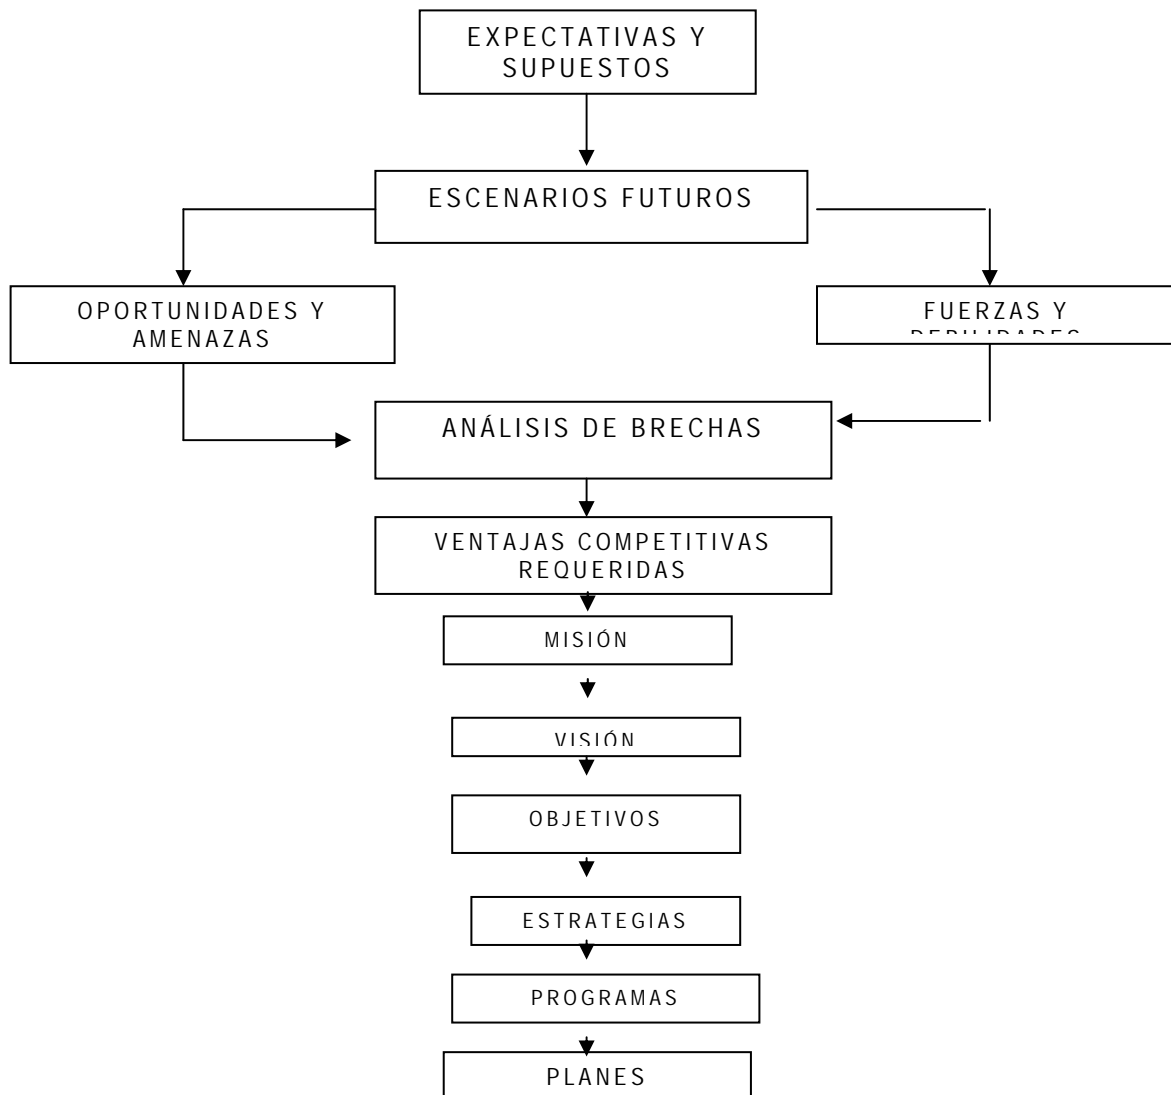 EXPECTATIVAS Y
SUPUESTOS
ESCENARIOS FUTUROS
OPORTUNIDADES Y
AMENAZAS
FUERZAS Y
DEBILIDADES
ANÁLISIS DE BRECHAS
VENTAJAS COMPETITIVAS
REQUERIDAS
MISIÓN
VISIÓN
OBJETIVOS
ESTRATEGIAS
PROGRAMAS
PLANES